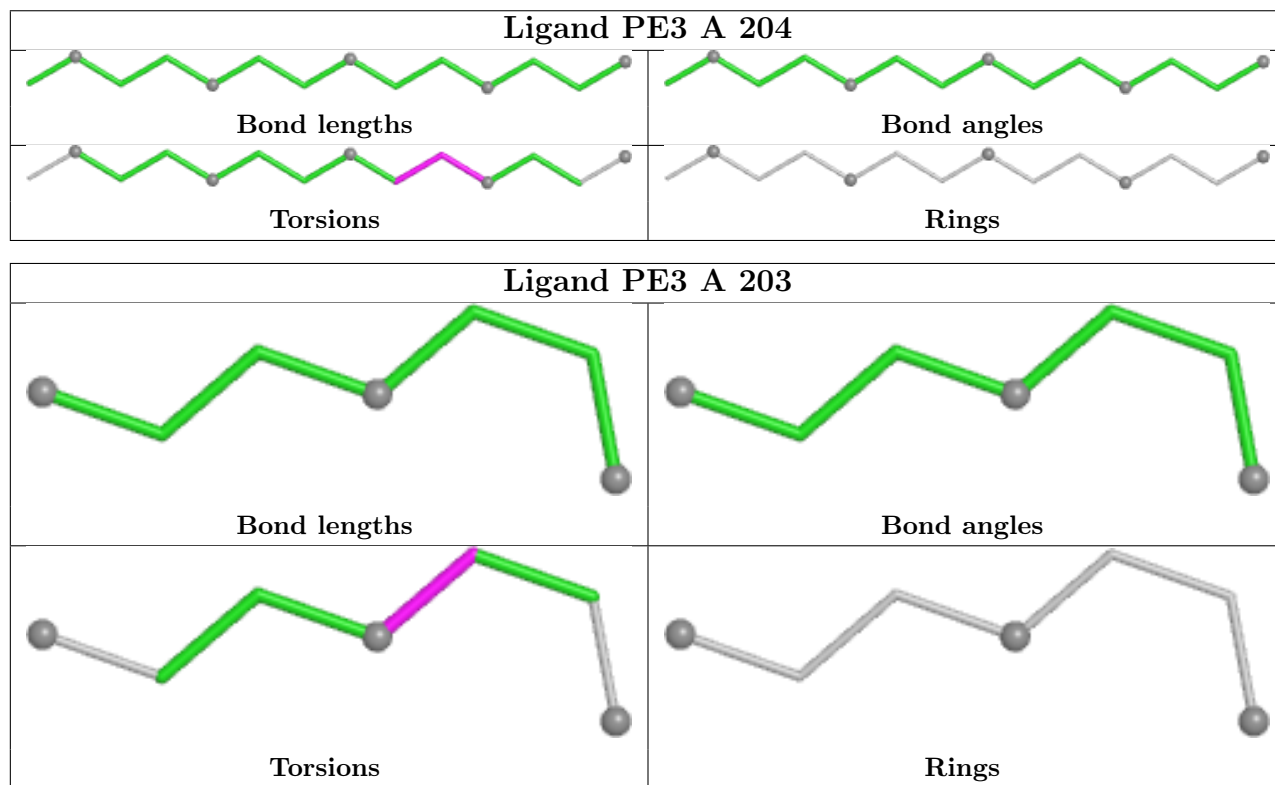 Ligand PE3 A 204
Bond lengths Bond angles
Torsions Rings
Ligand PE3 A 203
Bond lengths Bond angles
Torsions Rings